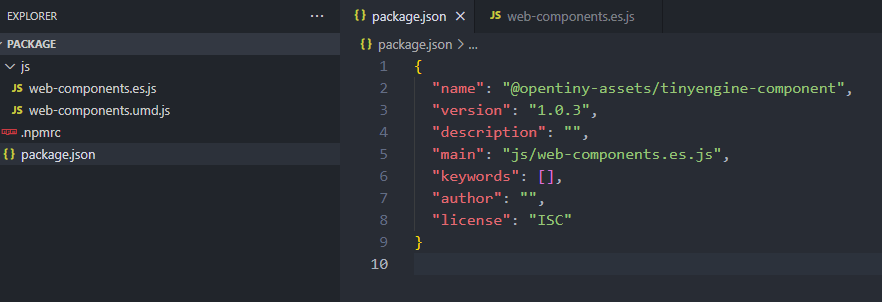 EXPLORER
...
PACKAGE
js
JS web-components.es.js
JS web-components.umd.js
.npmrc
{} package.json
{} package.json ×
JS web-components.es.js
{} package.json > ...
1 {
2 "name": "@opentiny-assets/tinyengine-component",
3 "version": "1.0.3",
4 "description": "",
5 "main": "js/web-components.es.js",
6 "keywords": [],
7 "author": "",
8 "license": "ISC"
9 }
10